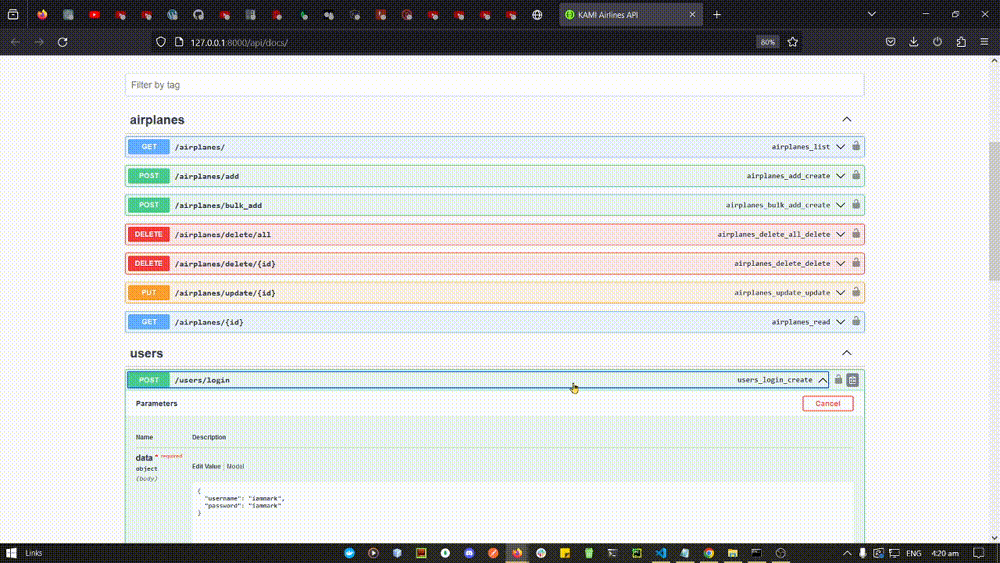 KAMI Airlines API
127.0.0.1:8000/api/docs/
80%
Filter by tag
airplanes
GET /airplanes/ airplanes_list
POST /airplanes/add airplanes_add_create
POST /airplanes/bulk_add airplanes_bulk_add_create
DELETE /airplanes/delete/all airplanes_delete_all_delete
DELETE /airplanes/delete/{id} airplanes_delete_delete
PUT /airplanes/update/{id} airplanes_update_update
GET /airplanes/{id} airplanes_read
users
POST /users/login users_login_create
Parameters Cancel
Name Description
data * required
object
(body)
Edit Value | Model
{
"username": "iammark",
"password": "iammark"
}
Links ENG 4:20 am